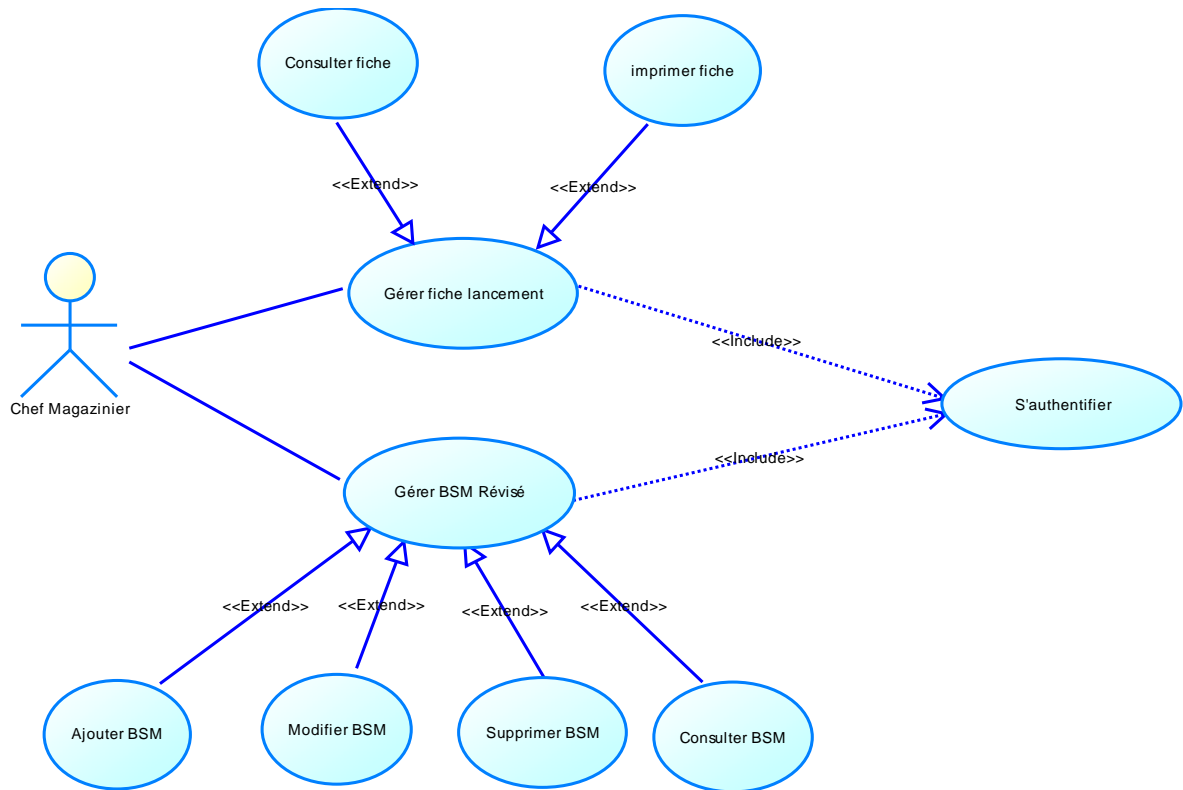 Consulter fiche
imprimer fiche
<<Extend>>
<<Extend>>
Gérer fiche lancement
<<Include>>
Chef Magazinier
S'authentifier
<<Include>>
Gérer BSM Révisé
<<Extend>>
<<Extend>>
<<Extend>>
<<Extend>>
Ajouter BSM
Modifier BSM
Supprimer BSM
Consulter BSM